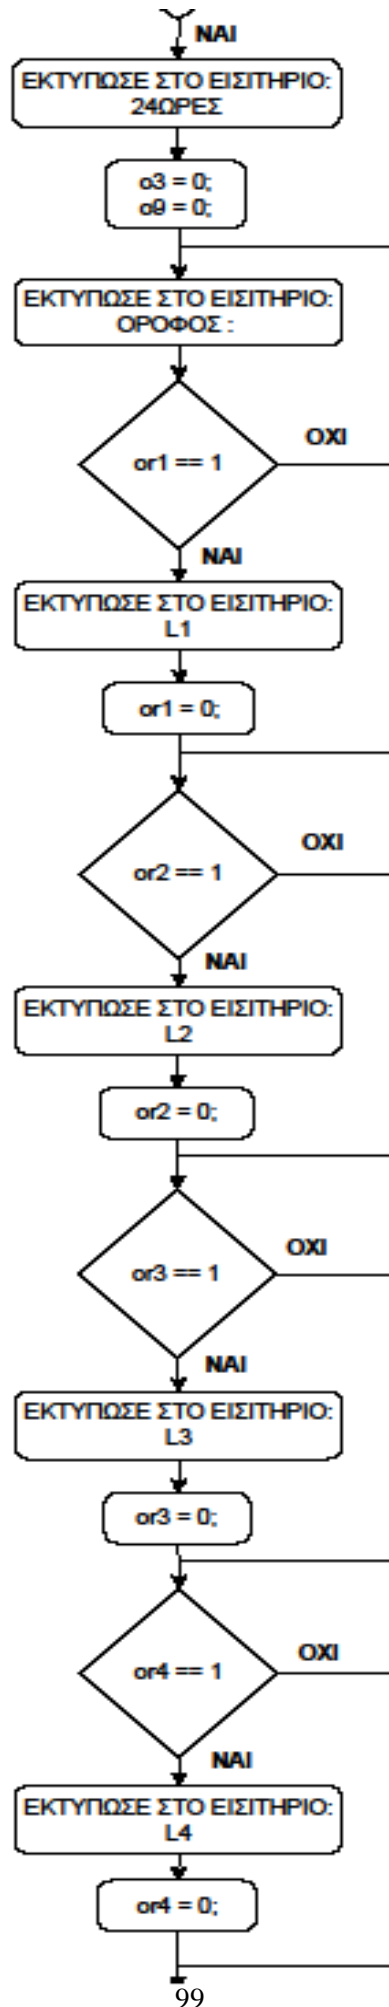 ΝΑΙ
ΕΚΤΥΠΩΣΕ ΣΤΟ ΕΙΣΙΤΗΡΙΟ:
24ΩΡΕΣ
o3 = 0;
o9 = 0;
ΕΚΤΥΠΩΣΕ ΣΤΟ ΕΙΣΙΤΗΡΙΟ:
ΟΡΟΦΟΣ :
or1 == 1
ΟΧΙ
ΝΑΙ
ΕΚΤΥΠΩΣΕ ΣΤΟ ΕΙΣΙΤΗΡΙΟ:
L1
or1 = 0;
or2 == 1
ΟΧΙ
ΝΑΙ
ΕΚΤΥΠΩΣΕ ΣΤΟ ΕΙΣΙΤΗΡΙΟ:
L2
or2 = 0;
or3 == 1
ΟΧΙ
ΝΑΙ
ΕΚΤΥΠΩΣΕ ΣΤΟ ΕΙΣΙΤΗΡΙΟ:
L3
or3 = 0;
or4 == 1
ΟΧΙ
ΝΑΙ
ΕΚΤΥΠΩΣΕ ΣΤΟ ΕΙΣΙΤΗΡΙΟ:
L4
or4 = 0;
99